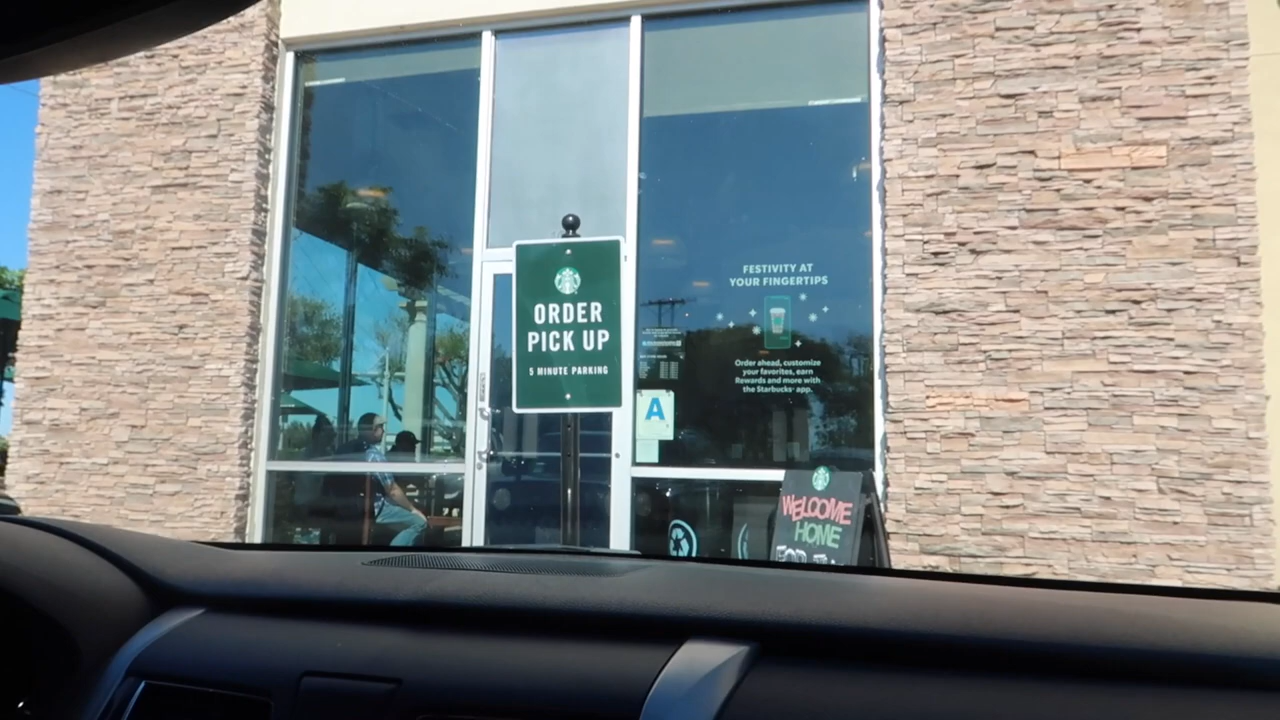 ORDER
PICK UP
5 MINUTE PARKING
FESTIVITY AT
YOUR FINGERTIPS
Order ahead, customize
your favorites, earn
Rewards and more with
the Starbucks® app.
A
WELCOME
HOME